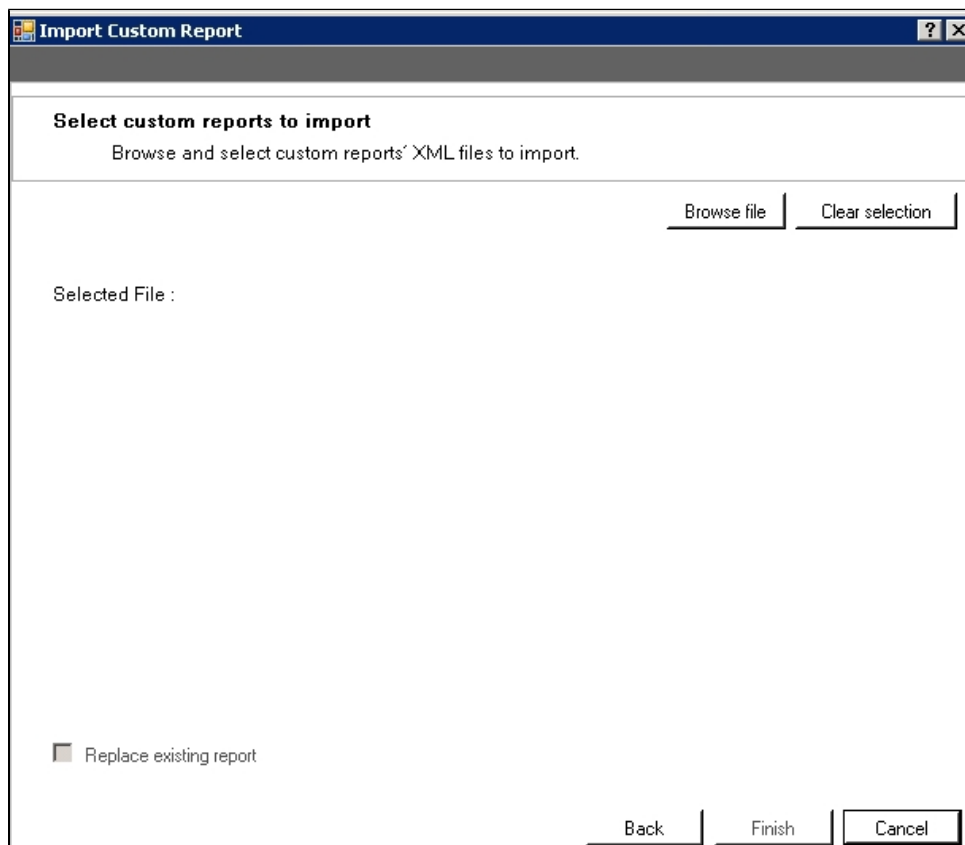 Import Custom Report
Select custom reports to import
Browse and select custom reports´ XML files to import.
Browse file Clear selection
Selected File :
Replace existing report
Back Finish Cancel